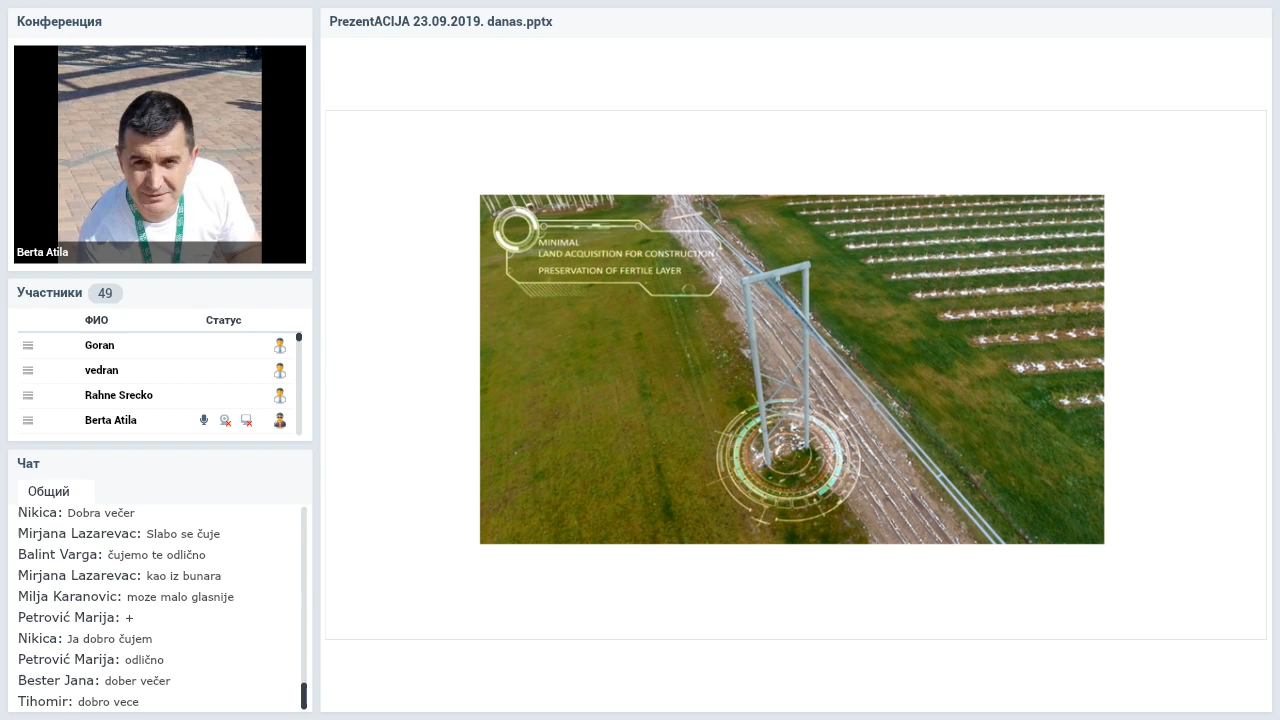 Конференция
Berta Atila
Участники 49
ФИО Статус
Goran
vedran
Rahne Srecko
Berta Atila
Чат
Общий
Nikica: Dobra večer
Mirjana Lazarevac: Slabo se čuje
Balint Varga: čujemo te odlično
Mirjana Lazarevac: kao iz bunara
Milja Karanovic: moze malo glasnije
Petrović Marija: +
Nikica: Ja dobro čujem
Petrović Marija: odlično
Bester Jana: dober večer
Tihomir: dobro vece
PrezentACIJA 23.09.2019. danas.pptx
MINIMAL
LAND ACQUISITION FOR CONSTRUCTION
PRESERVATION OF FERTILE LAYER